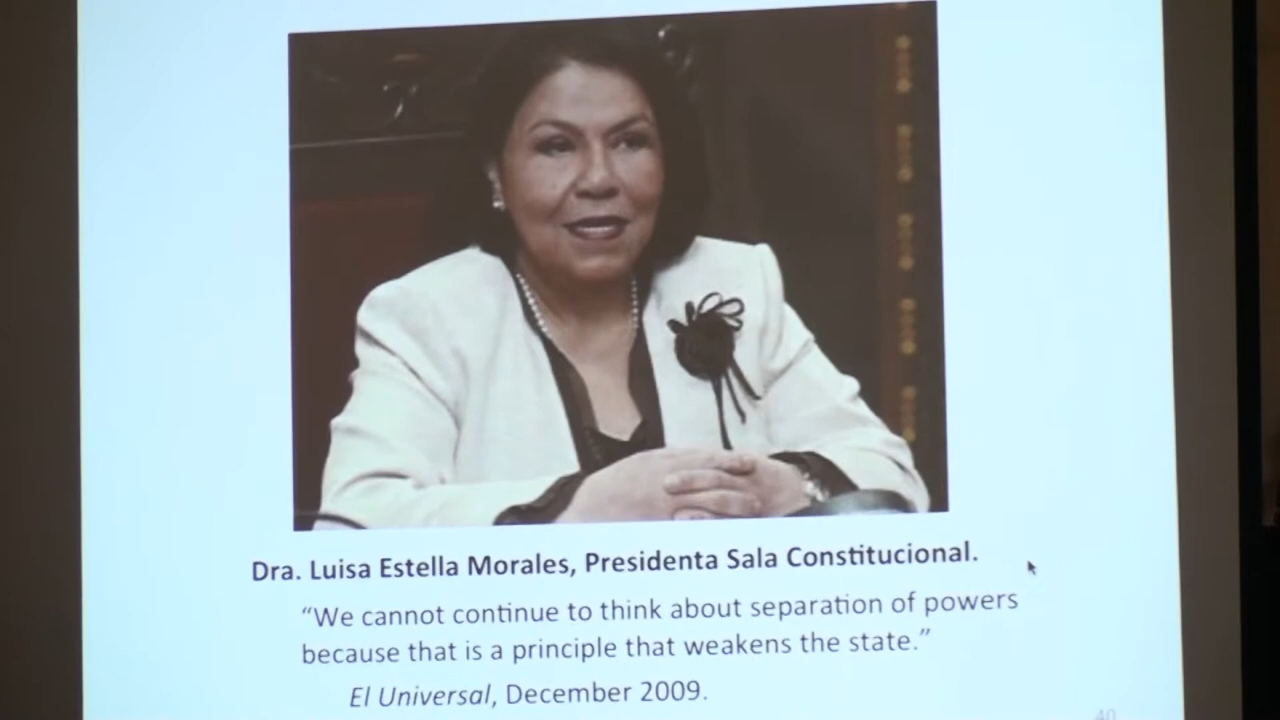 Dra. Luisa Estella Morales, Presidenta Sala Constitucional.
“We cannot continue to think about separation of powers
because that is a principle that weakens the state.”
El Universal, December 2009.
40